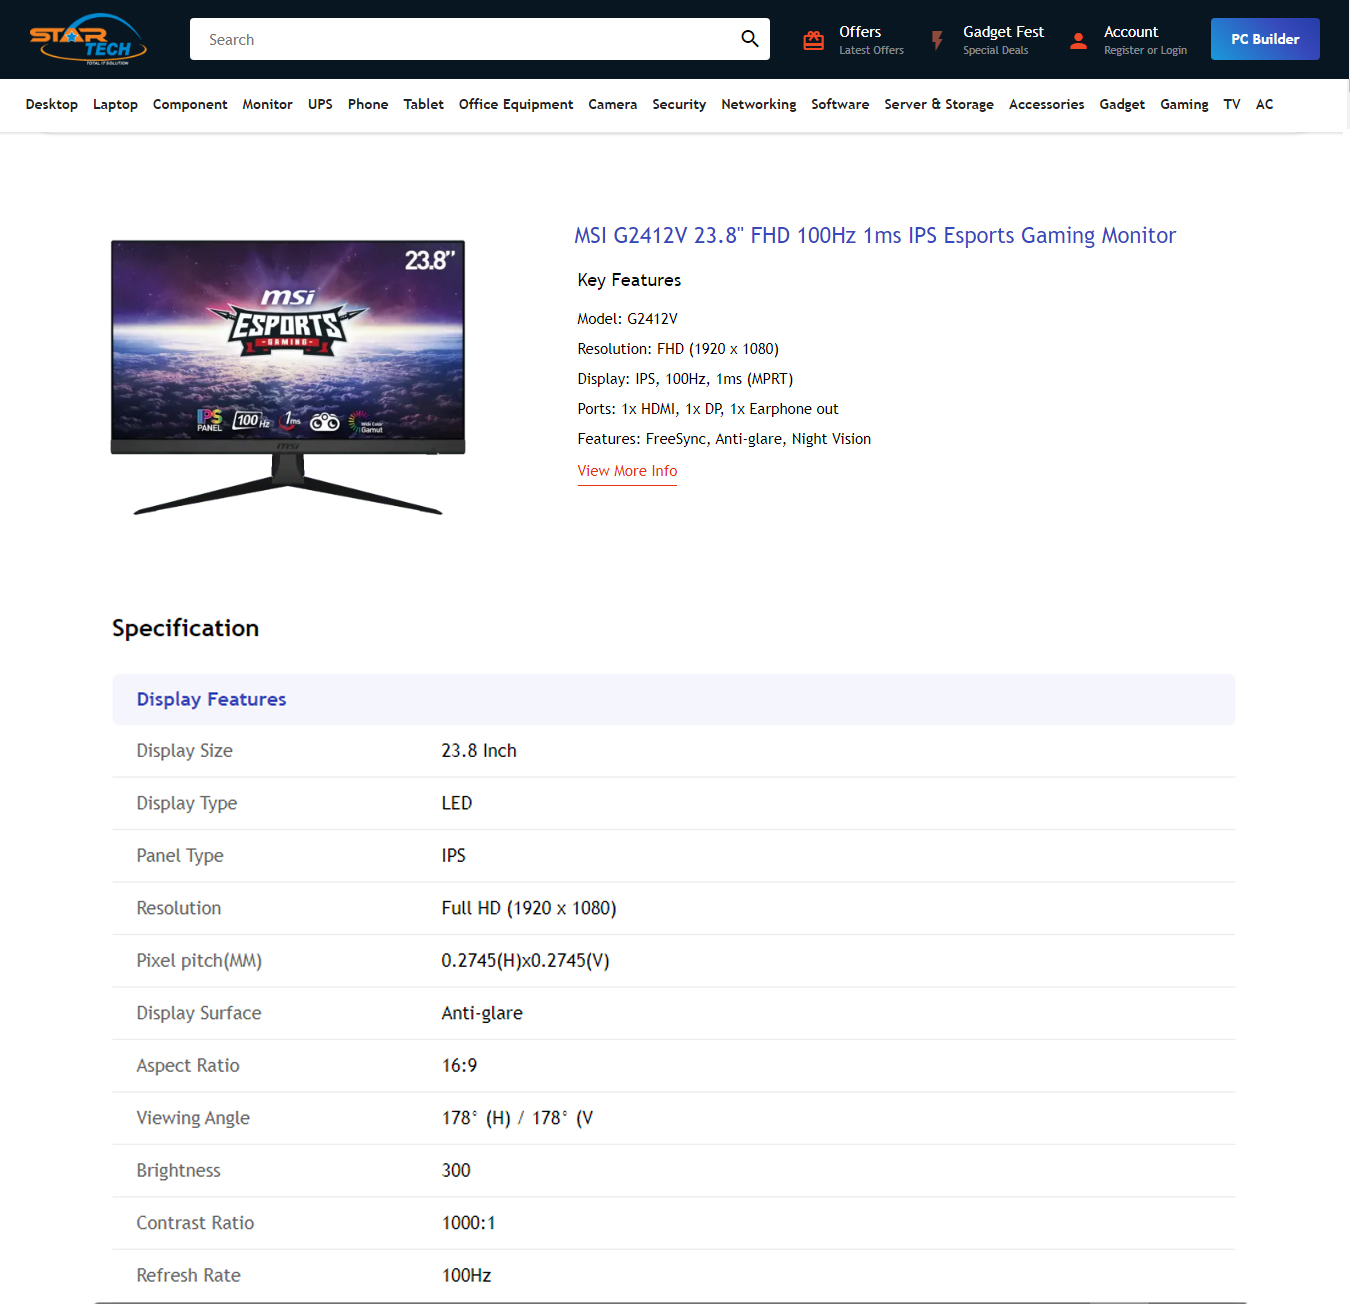 STAR
TECH
TOTAL IT SOLUTION
Search
Offers
Latest Offers
Gadget Fest
Special Deals
Account
Register or Login
PC Builder
Desktop Laptop Component Monitor UPS Phone Tablet Office Equipment Camera Security Networking Software Server & Storage Accessories Gadget Gaming TV AC
23.8”
msi
ESPORTS
-GAMING-
IPS
PANEL
100Hz
1ms
Wide Color
Gamut
msi
MSI G2412V 23.8" FHD 100Hz 1ms IPS Esports Gaming Monitor
Key Features
Model: G2412V
Resolution: FHD (1920 x 1080)
Display: IPS, 100Hz, 1ms (MPRT)
Ports: 1x HDMI, 1x DP, 1x Earphone out
Features: FreeSync, Anti-glare, Night Vision
View More Info
Specification
Display Features
Display Size 23.8 Inch
Display Type LED
Panel Type IPS
Resolution Full HD (1920 x 1080)
Pixel pitch(MM) 0.2745(H)x0.2745(V)
Display Surface Anti-glare
Aspect Ratio 16:9
Viewing Angle 178° (H) / 178° (V
Brightness 300
Contrast Ratio 1000:1
Refresh Rate 100Hz